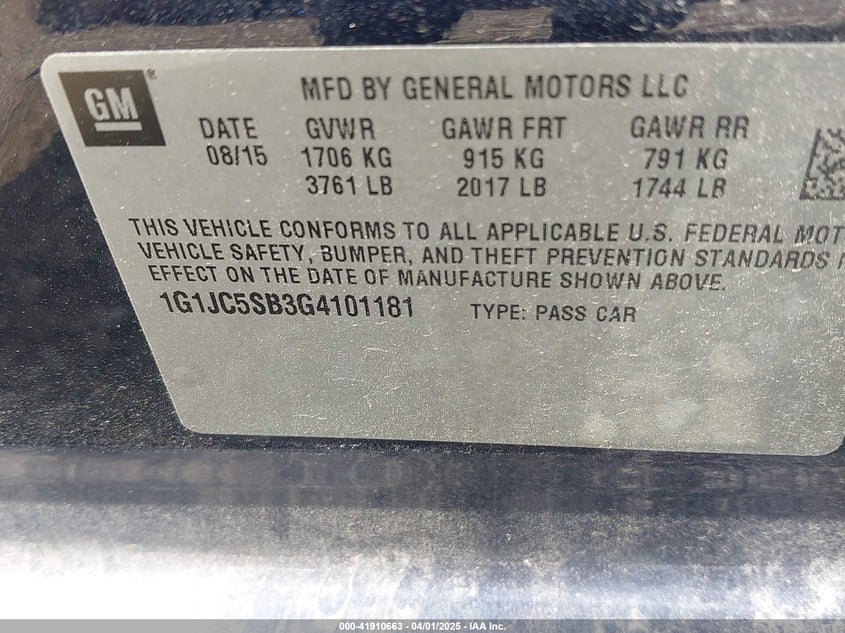 GM
®
MFD BY GENERAL MOTORS LLC
DATE GVWR GAWR FRT GAWR RR
08/15 1706 KG 915 KG 791 KG
3761 LB 2017 LB 1744 LB
THIS VEHICLE CONFORMS TO ALL APPLICABLE U.S. FEDERAL MOT
VEHICLE SAFETY, BUMPER, AND THEFT PREVENTION STANDARDS
EFFECT ON THE DATE OF MANUFACTURE SHOWN ABOVE.
1G1JC5SB3G4101181 TYPE: PASS CAR
000-41910663 - 04/01/2025 - IAA Inc.